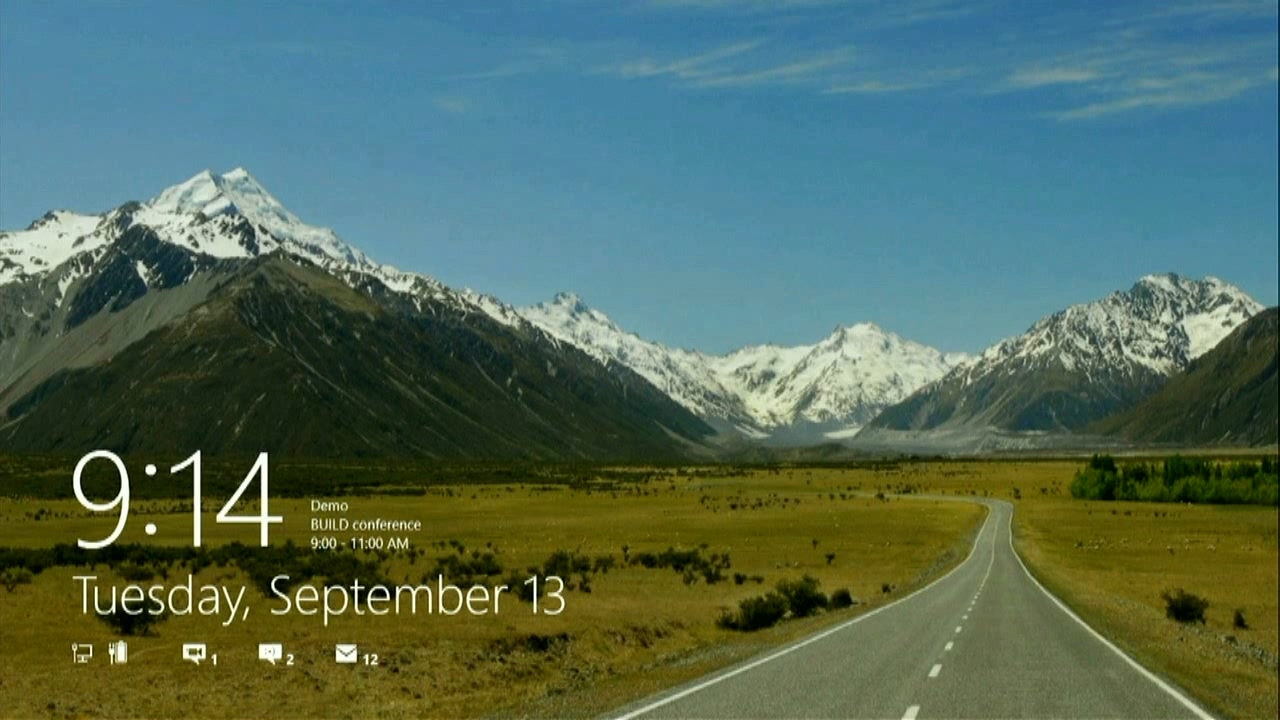 9:14
Demo
BUILD conference
9:00 - 11:00 AM
Tuesday, September 13
1
2
12